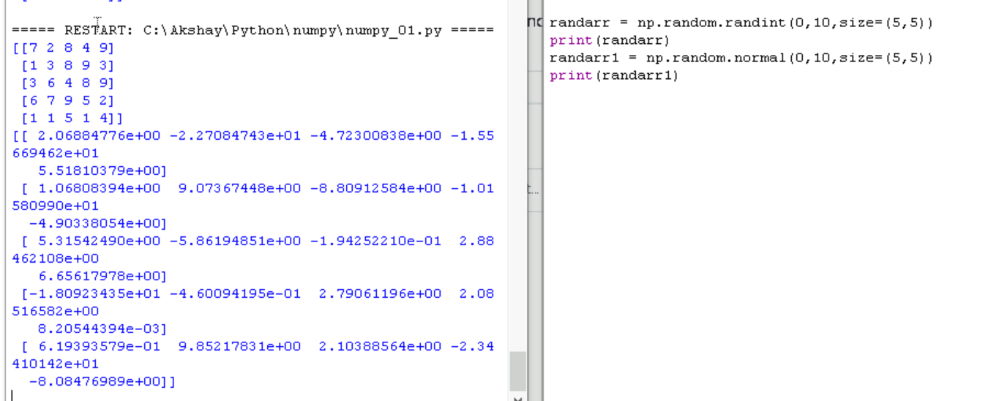 ===== RESTART: C:\Akshay\Python\numpy\numpy_01.py =====
[[7 2 8 4 9]
 [1 3 8 9 3]
 [3 6 4 8 9]
 [6 7 9 5 2]
 [1 1 5 1 4]]
[[ 2.06884776e+00 -2.27084743e+01 -4.72300838e+00 -1.55
669462e+01
   5.51810379e+00]
 [ 1.06808394e+00  9.07367448e+00 -8.80912584e+00 -1.01
580990e+01
  -4.90338054e+00]
 [ 5.31542490e+00 -5.86194851e+00 -1.94252210e-01  2.88
462108e+00
   6.65617978e+00]
 [-1.80923435e+01 -4.60094195e-01  2.79061196e+00  2.08
516582e+00
   8.20544394e-03]
 [ 6.19393579e-01  9.85217831e+00  2.10388564e+00 -2.34
410142e+01
  -8.08476989e+00]]
randarr = np.random.randint(0,10,size=(5,5))
print(randarr)
randarr1 = np.random.normal(0,10,size=(5,5))
print(randarr1)